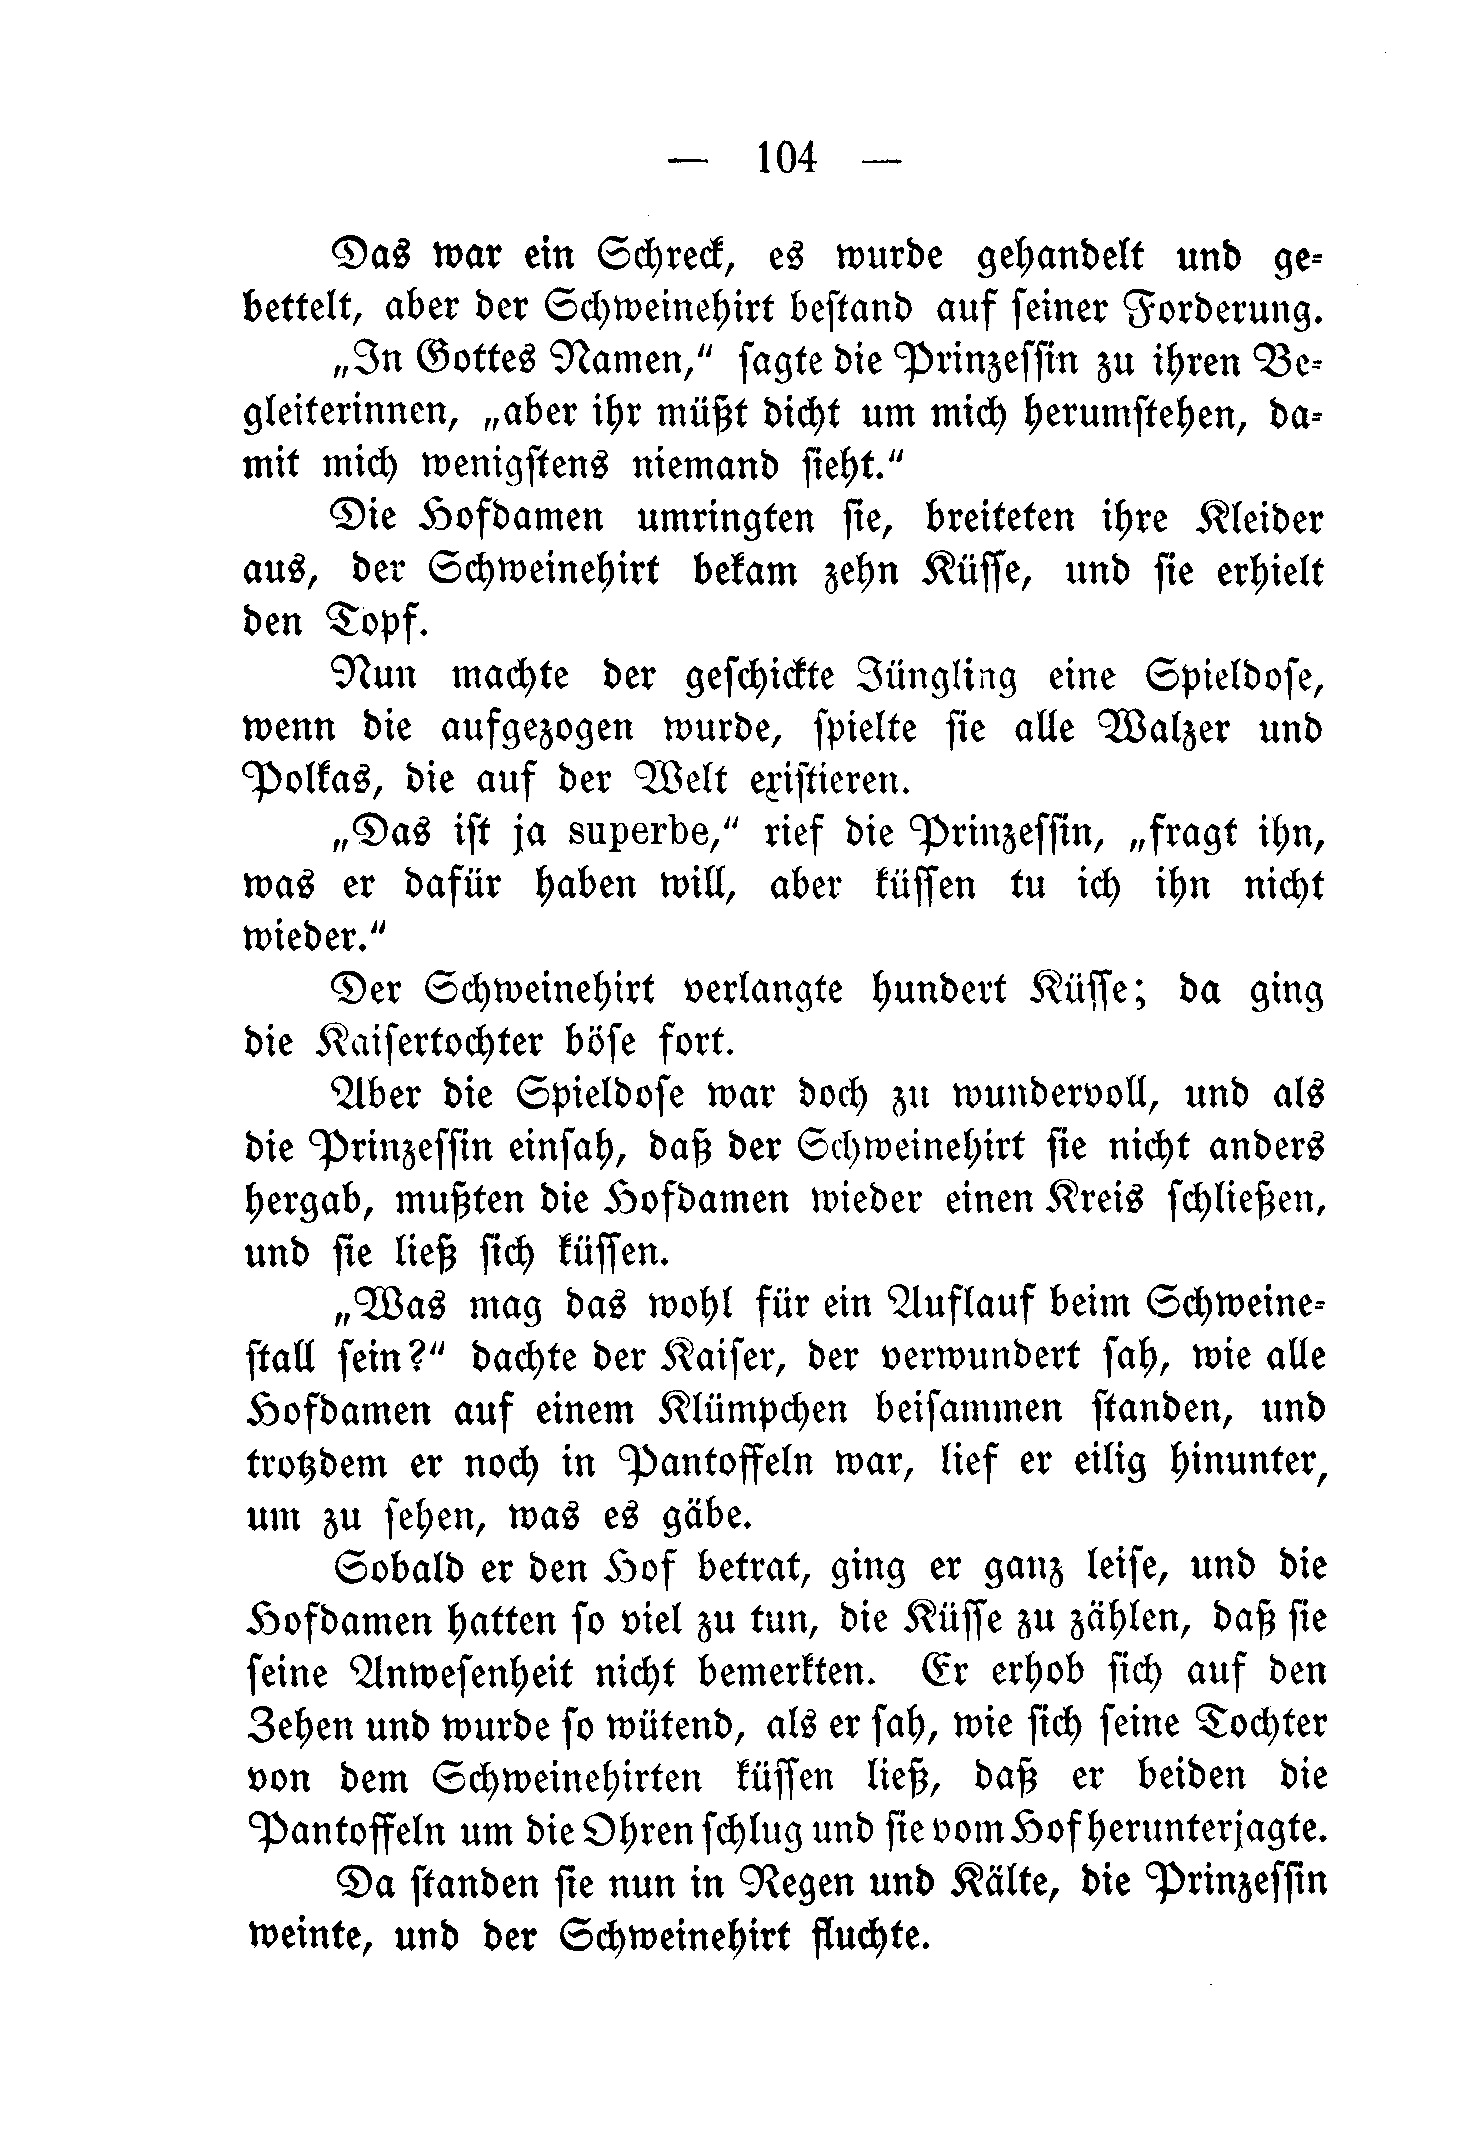 — 104 —
Das war ein Schreck, es wurde gehandelt und ge-
bettelt, aber der Schweinehirt bestand auf seiner Forderung.
„In Gottes Namen,“ sagte die Prinzessin zu ihren Be-
gleiterinnen, „aber ihr müßt dicht um mich herumstehen, da-
mit mich wenigstens niemand sieht.“
Die Hofdamen umringten sie, breiteten ihre Kleider
aus, der Schweinehirt bekam zehn Küsse, und sie erhielt
den Topf.
Nun machte der geschickte Jüngling eine Spieldose,
wenn die aufgezogen wurde, spielte sie alle Walzer und
Polkas, die auf der Welt existieren.
„Das ist ja superbe,“ rief die Prinzessin, „fragt ihn,
was er dafür haben will, aber küssen tu ich ihn nicht
wieder.“
Der Schweinehirt verlangte hundert Küsse; da ging
die Kaisertochter böse fort.
Aber die Spieldose war doch zu wundervoll, und als
die Prinzessin einsah, daß der Schweinehirt sie nicht anders
hergab, mußten die Hofdamen wieder einen Kreis schließen,
und sie ließ sich küssen.
„Was mag das wohl für ein Auflauf beim Schweine-
stall sein?“ dachte der Kaiser, der verwundert sah, wie alle
Hofdamen auf einem Klümpchen beisammen standen, und
trotzdem er noch in Pantoffeln war, lief er eilig hinunter,
um zu sehen, was es gäbe.
Sobald er den Hof betrat, ging er ganz leise, und die
Hofdamen hatten so viel zu tun, die Küsse zu zählen, daß sie
seine Anwesenheit nicht bemerkten. Er erhob sich auf den
Zehen und wurde so wütend, als er sah, wie sich seine Tochter
von dem Schweinehirten küssen ließ, daß er beiden die
Pantoffeln um die Ohren schlug und sie vom Hof herunterjagte.
Da standen sie nun in Regen und Kälte, die Prinzessin
weinte, und der Schweinehirt fluchte.